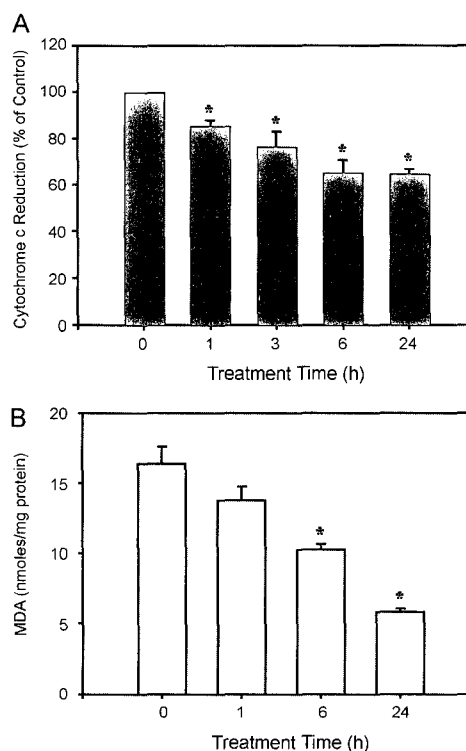 A
120
100
80
60
40
20
0
Cytochrome c Reduction (% of Control)
* * * *
0 1 3 6 24
Treatment Time (h)
B
20
15
10
5
0
MDA (nmoles/mg protein)
* *
0 1 6 24
Treatment Time (h)